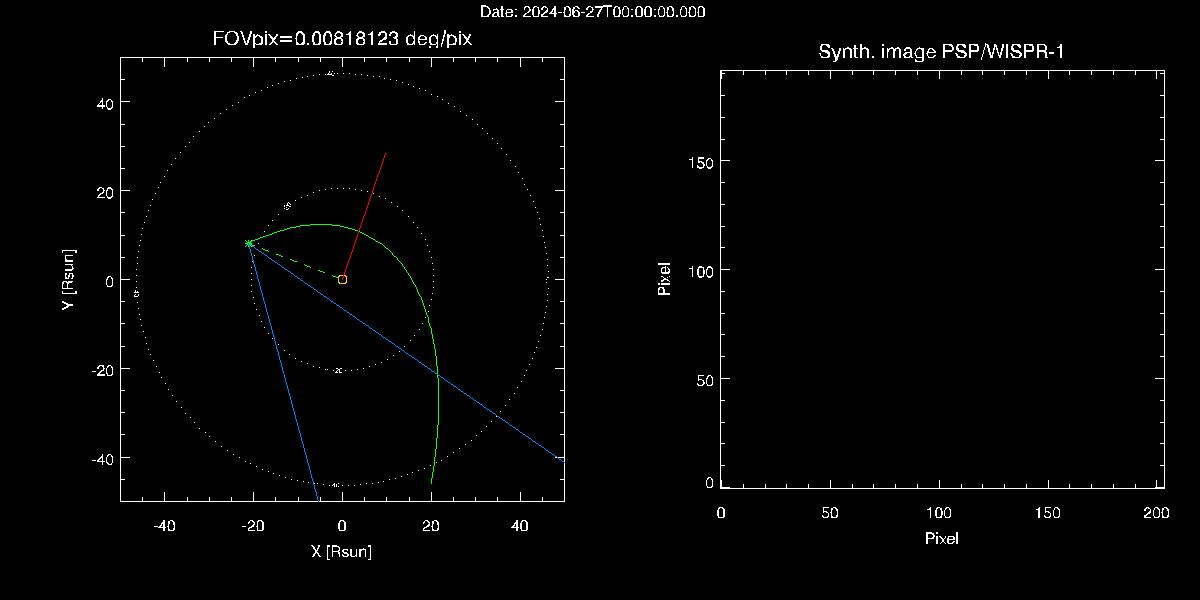 Date: 2024-06-27T00:00:00.000
FOVpix=0.00818123 deg/pix
Synth. image PSP/WISPR-1
40
20
0
-20
-40
Y [Rsun]
-40 -20 0 20 40
X [Rsun]
20
150
100
50
0
Pixel
0 50 100 150 200
Pixel